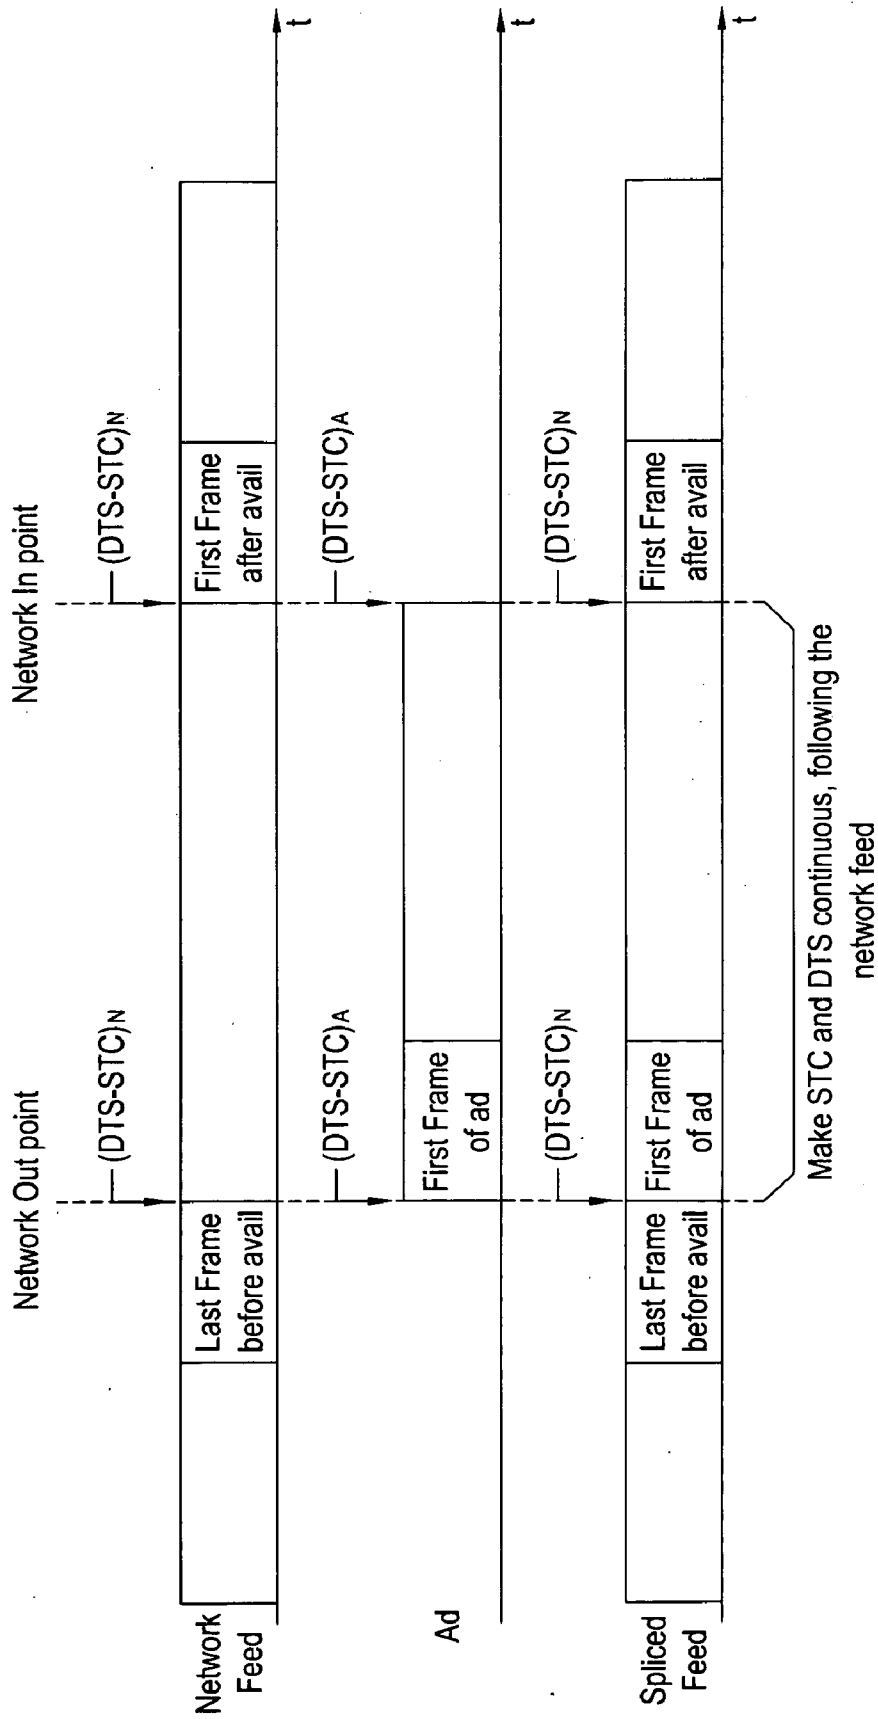 Network Out point
Network In point
(DTS-STC)N
(DTS-STC)N
Network
Feed
Last Frame
before avail
First Frame
after avail
t
(DTS-STC)A
(DTS-STC)A
Ad
First Frame
of ad
t
(DTS-STC)N
(DTS-STC)N
Spliced
Feed
Last Frame
before avail
First Frame
of ad
First Frame
after avail
t
Make STC and DTS continuous, following the
network feed